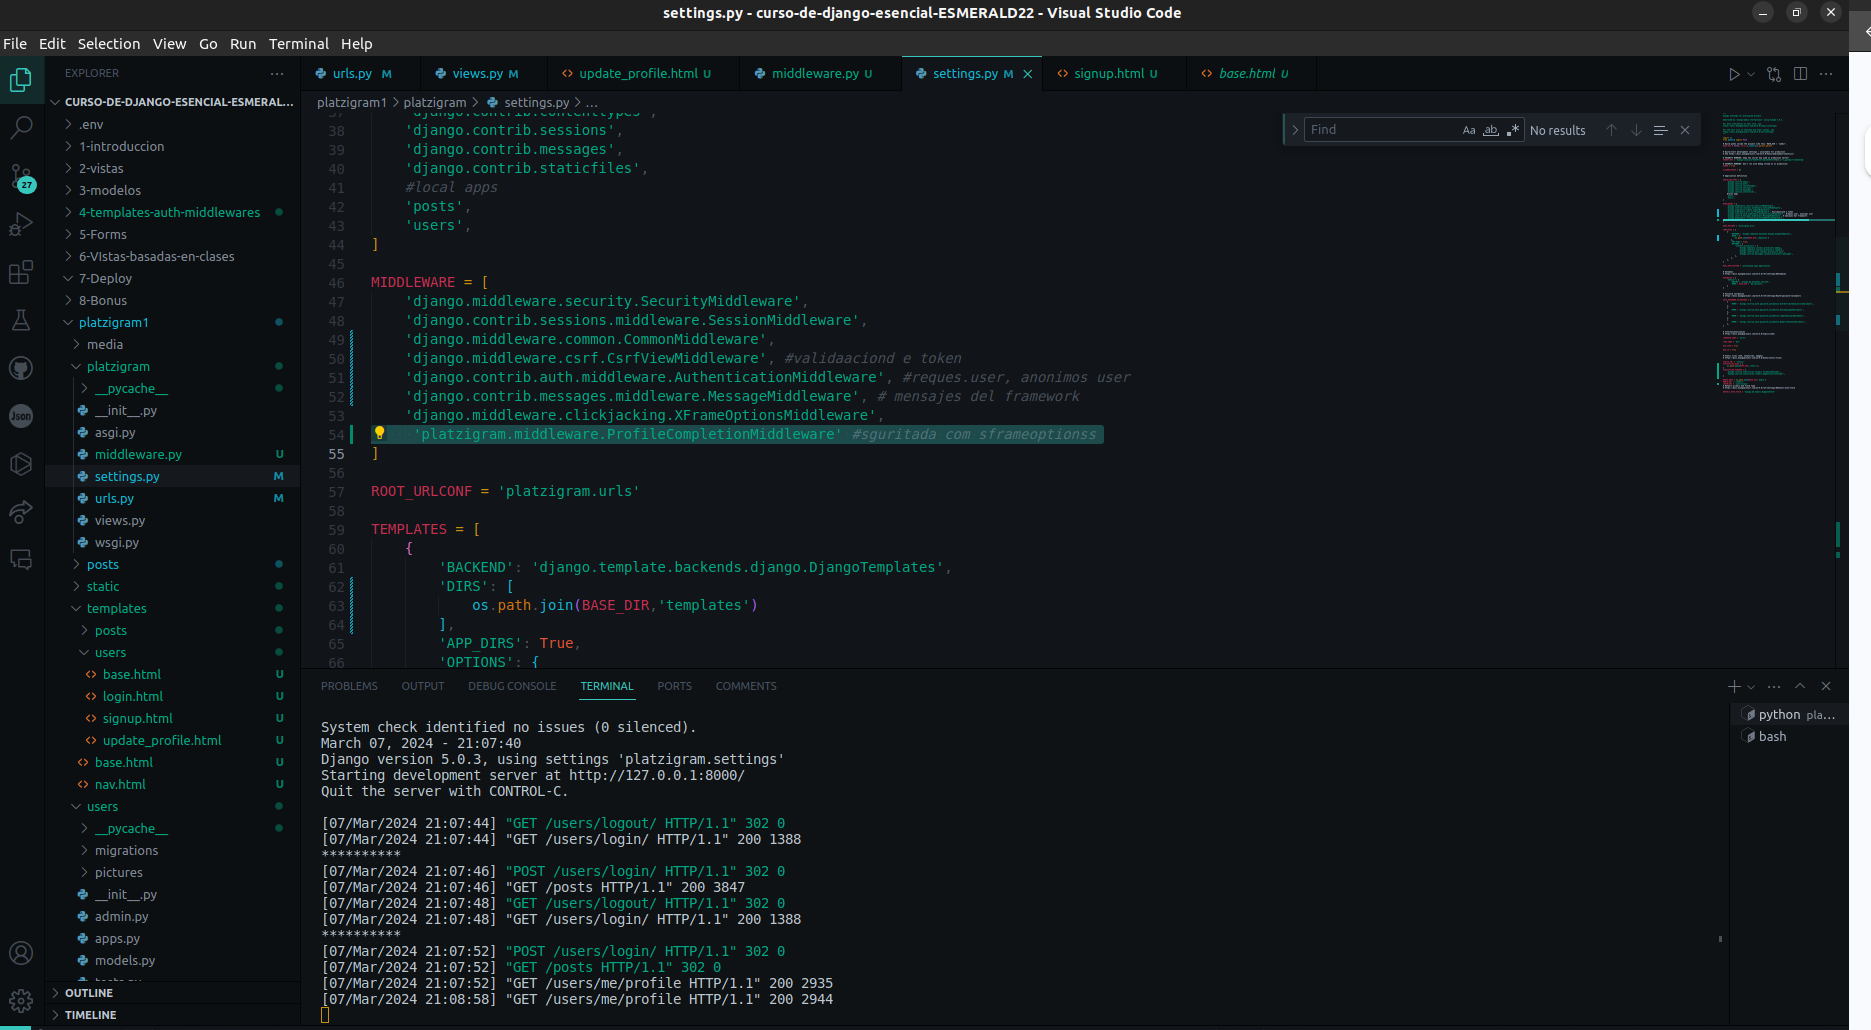 settings.py - curso-de-django-esencial-ESMERALD22 - Visual Studio Code
File Edit Selection View Go Run Terminal Help
EXPLORER
urls.py M
views.py M
update_profile.html U
middleware.py U
settings.py M
signup.html U
base.html U
CURSO-DE-DJANGO-ESENCIAL-ESMERAL...
.env
1-introduccion
2-vistas
3-modelos
4-templates-auth-middlewares
5-Forms
6-VIstas-basadas-en-clases
7-Deploy
8-Bonus
platzigram1
media
platzigram
__pycache__
__init__.py
asgi.py
middleware.py U
settings.py M
urls.py M
views.py
wsgi.py
posts
static
templates
posts
users
base.html U
login.html U
signup.html U
update_profile.html U
base.html U
nav.html U
users
__pycache__
migrations
pictures
__init__.py
admin.py
apps.py
models.py
tests.py
OUTLINE
TIMELINE
27
Json
platzigram1 > platzigram > settings.py > ...
Find Aa ab .* No results
37 'django.contrib.contenttypes',
38 'django.contrib.sessions',
39 'django.contrib.messages',
40 'django.contrib.staticfiles',
41 #local apps
42 'posts',
43 'users',
44 ]
45
46 MIDDLEWARE = [
47 'django.middleware.security.SecurityMiddleware',
48 'django.contrib.sessions.middleware.SessionMiddleware',
49 'django.middleware.common.CommonMiddleware',
50 'django.middleware.csrf.CsrfViewMiddleware', #validaaciond e token
51 'django.contrib.auth.middleware.AuthenticationMiddleware', #reques.user, anonimos user
52 'django.contrib.messages.middleware.MessageMiddleware', # mensajes del framework
53 'django.middleware.clickjacking.XFrameOptionsMiddleware',
54 'platzigram.middleware.ProfileCompletionMiddleware' #sguritada com sframeoptionss
55 ]
56
57 ROOT_URLCONF = 'platzigram.urls'
58
59 TEMPLATES = [
60 {
61 'BACKEND': 'django.template.backends.django.DjangoTemplates',
62 'DIRS': [
63 os.path.join(BASE_DIR,'templates')
64 ],
65 'APP_DIRS': True,
66 'OPTIONS': {
PROBLEMS OUTPUT DEBUG CONSOLE TERMINAL PORTS COMMENTS
python pla...
bash
System check identified no issues (0 silenced).
March 07, 2024 - 21:07:40
Django version 5.0.3, using settings 'platzigram.settings'
Starting development server at http://127.0.0.1:8000/
Quit the server with CONTROL-C.
[07/Mar/2024 21:07:44] "GET /users/logout/ HTTP/1.1" 302 0
[07/Mar/2024 21:07:44] "GET /users/login/ HTTP/1.1" 200 1388
**********
[07/Mar/2024 21:07:46] "POST /users/login/ HTTP/1.1" 302 0
[07/Mar/2024 21:07:46] "GET /posts HTTP/1.1" 200 3847
[07/Mar/2024 21:07:48] "GET /users/logout/ HTTP/1.1" 302 0
[07/Mar/2024 21:07:48] "GET /users/login/ HTTP/1.1" 200 1388
**********
[07/Mar/2024 21:07:52] "POST /users/login/ HTTP/1.1" 302 0
[07/Mar/2024 21:07:52] "GET /posts HTTP/1.1" 302 0
[07/Mar/2024 21:07:52] "GET /users/me/profile HTTP/1.1" 200 2935
[07/Mar/2024 21:08:58] "GET /users/me/profile HTTP/1.1" 200 2944